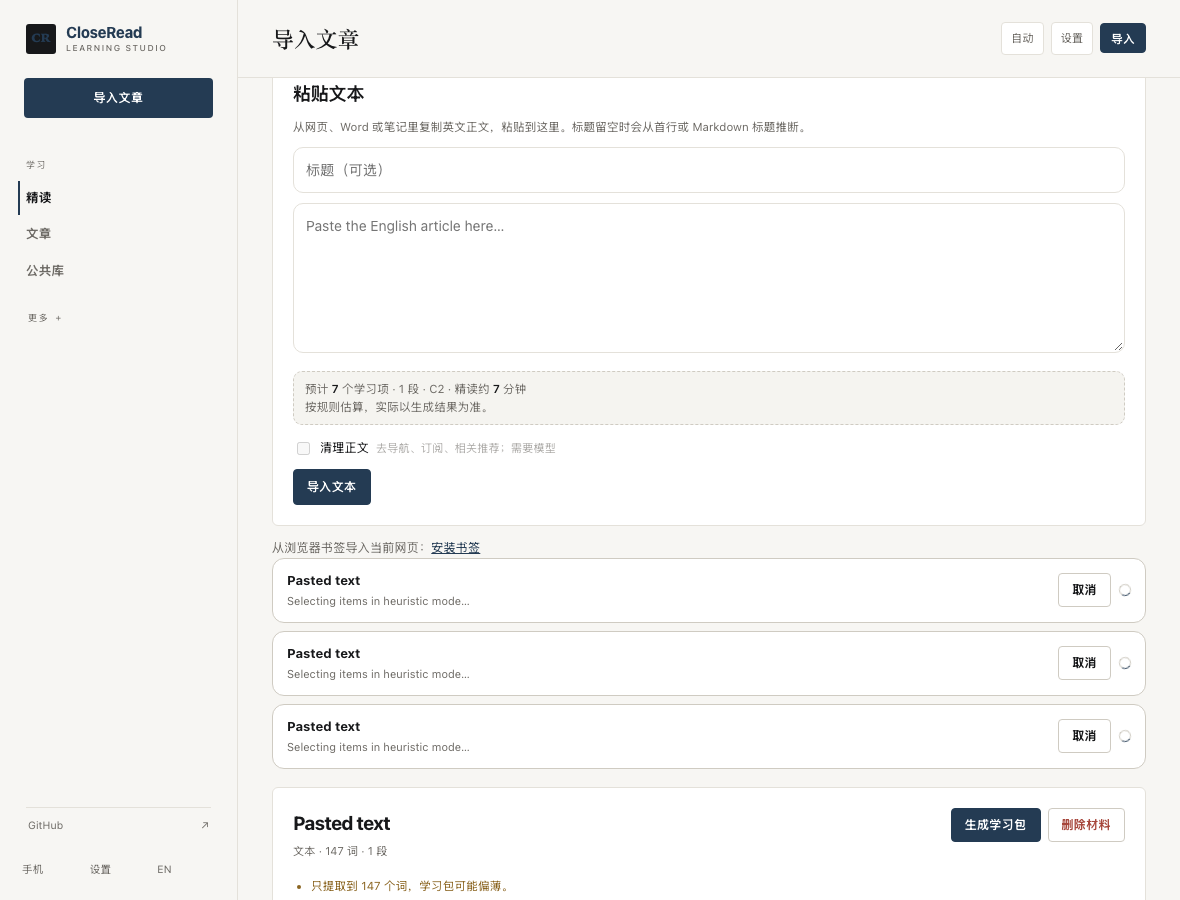 CR
CloseRead
LEARNING STUDIO
导入文章
学习
精读
文章
公共库
更多 +
GitHub ↗
手机 设置 EN
导入文章
自动 设置 导入
粘贴文本
从网页、Word 或笔记里复制英文正文，粘贴到这里。标题留空时会从首行或 Markdown 标题推断。
标题（可选）
Paste the English article here...
预计 7 个学习项 · 1 段 · C2 · 精读约 7 分钟
按规则估算，实际以生成结果为准。
清理正文 去导航、订阅、相关推荐；需要模型
导入文本
从浏览器书签导入当前网页： 安装书签
Pasted text
Selecting items in heuristic mode...
取消
Pasted text
Selecting items in heuristic mode...
取消
Pasted text
Selecting items in heuristic mode...
取消
Pasted text
生成学习包 删除材料
文本 · 147 词 · 1 段
• 只提取到 147 个词，学习包可能偏薄。